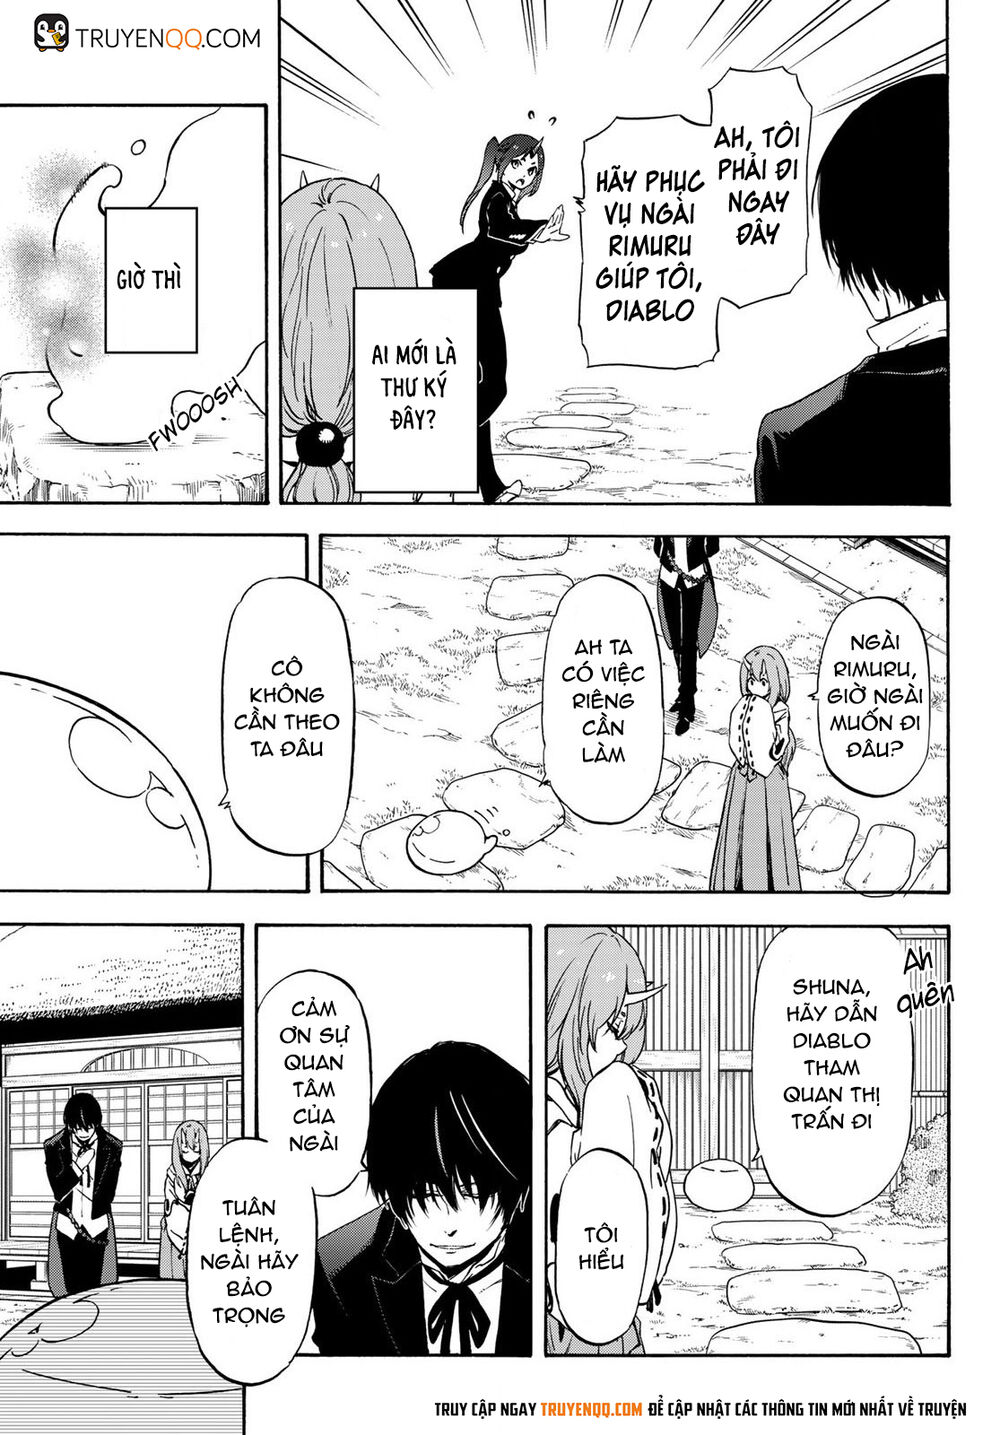 TRUYENQQ.COM
AH, TÔI
PHẢI ĐI
NGAY
ĐÂY
HÃY PHỤC
VỤ NGÀI
RIMURU
GIÚP TÔI,
DIABLO
AI MỚI LÀ
THƯ KÝ
ĐÂY?
GIỜ THÌ
FWOOOSH
NGÀI
RIMURU,
GIỜ NGÀI
MUỐN ĐI
ĐÂU?
AH TA
CÓ VIỆC
RIÊNG
CẦN
LÀM
CÔ
KHÔNG
CẦN THEO
TA ĐÂU
Ah
quên
SHUNA,
HÃY DẪN
DIABLO
THAM
QUAN THỊ
TRẤN ĐI
TÔI
HIỂU
CẢM
ƠN SỰ
QUAN
TÂM
CỦA
NGÀI
TUÂN
LỆNH,
NGÀI HÃY
BẢO
TRỌNG
TRUY CẬP NGAY TRUYENQQ.COM ĐỂ CẬP NHẬT CÁC THÔNG TIN MỚI NHẤT VỀ TRUYỆN